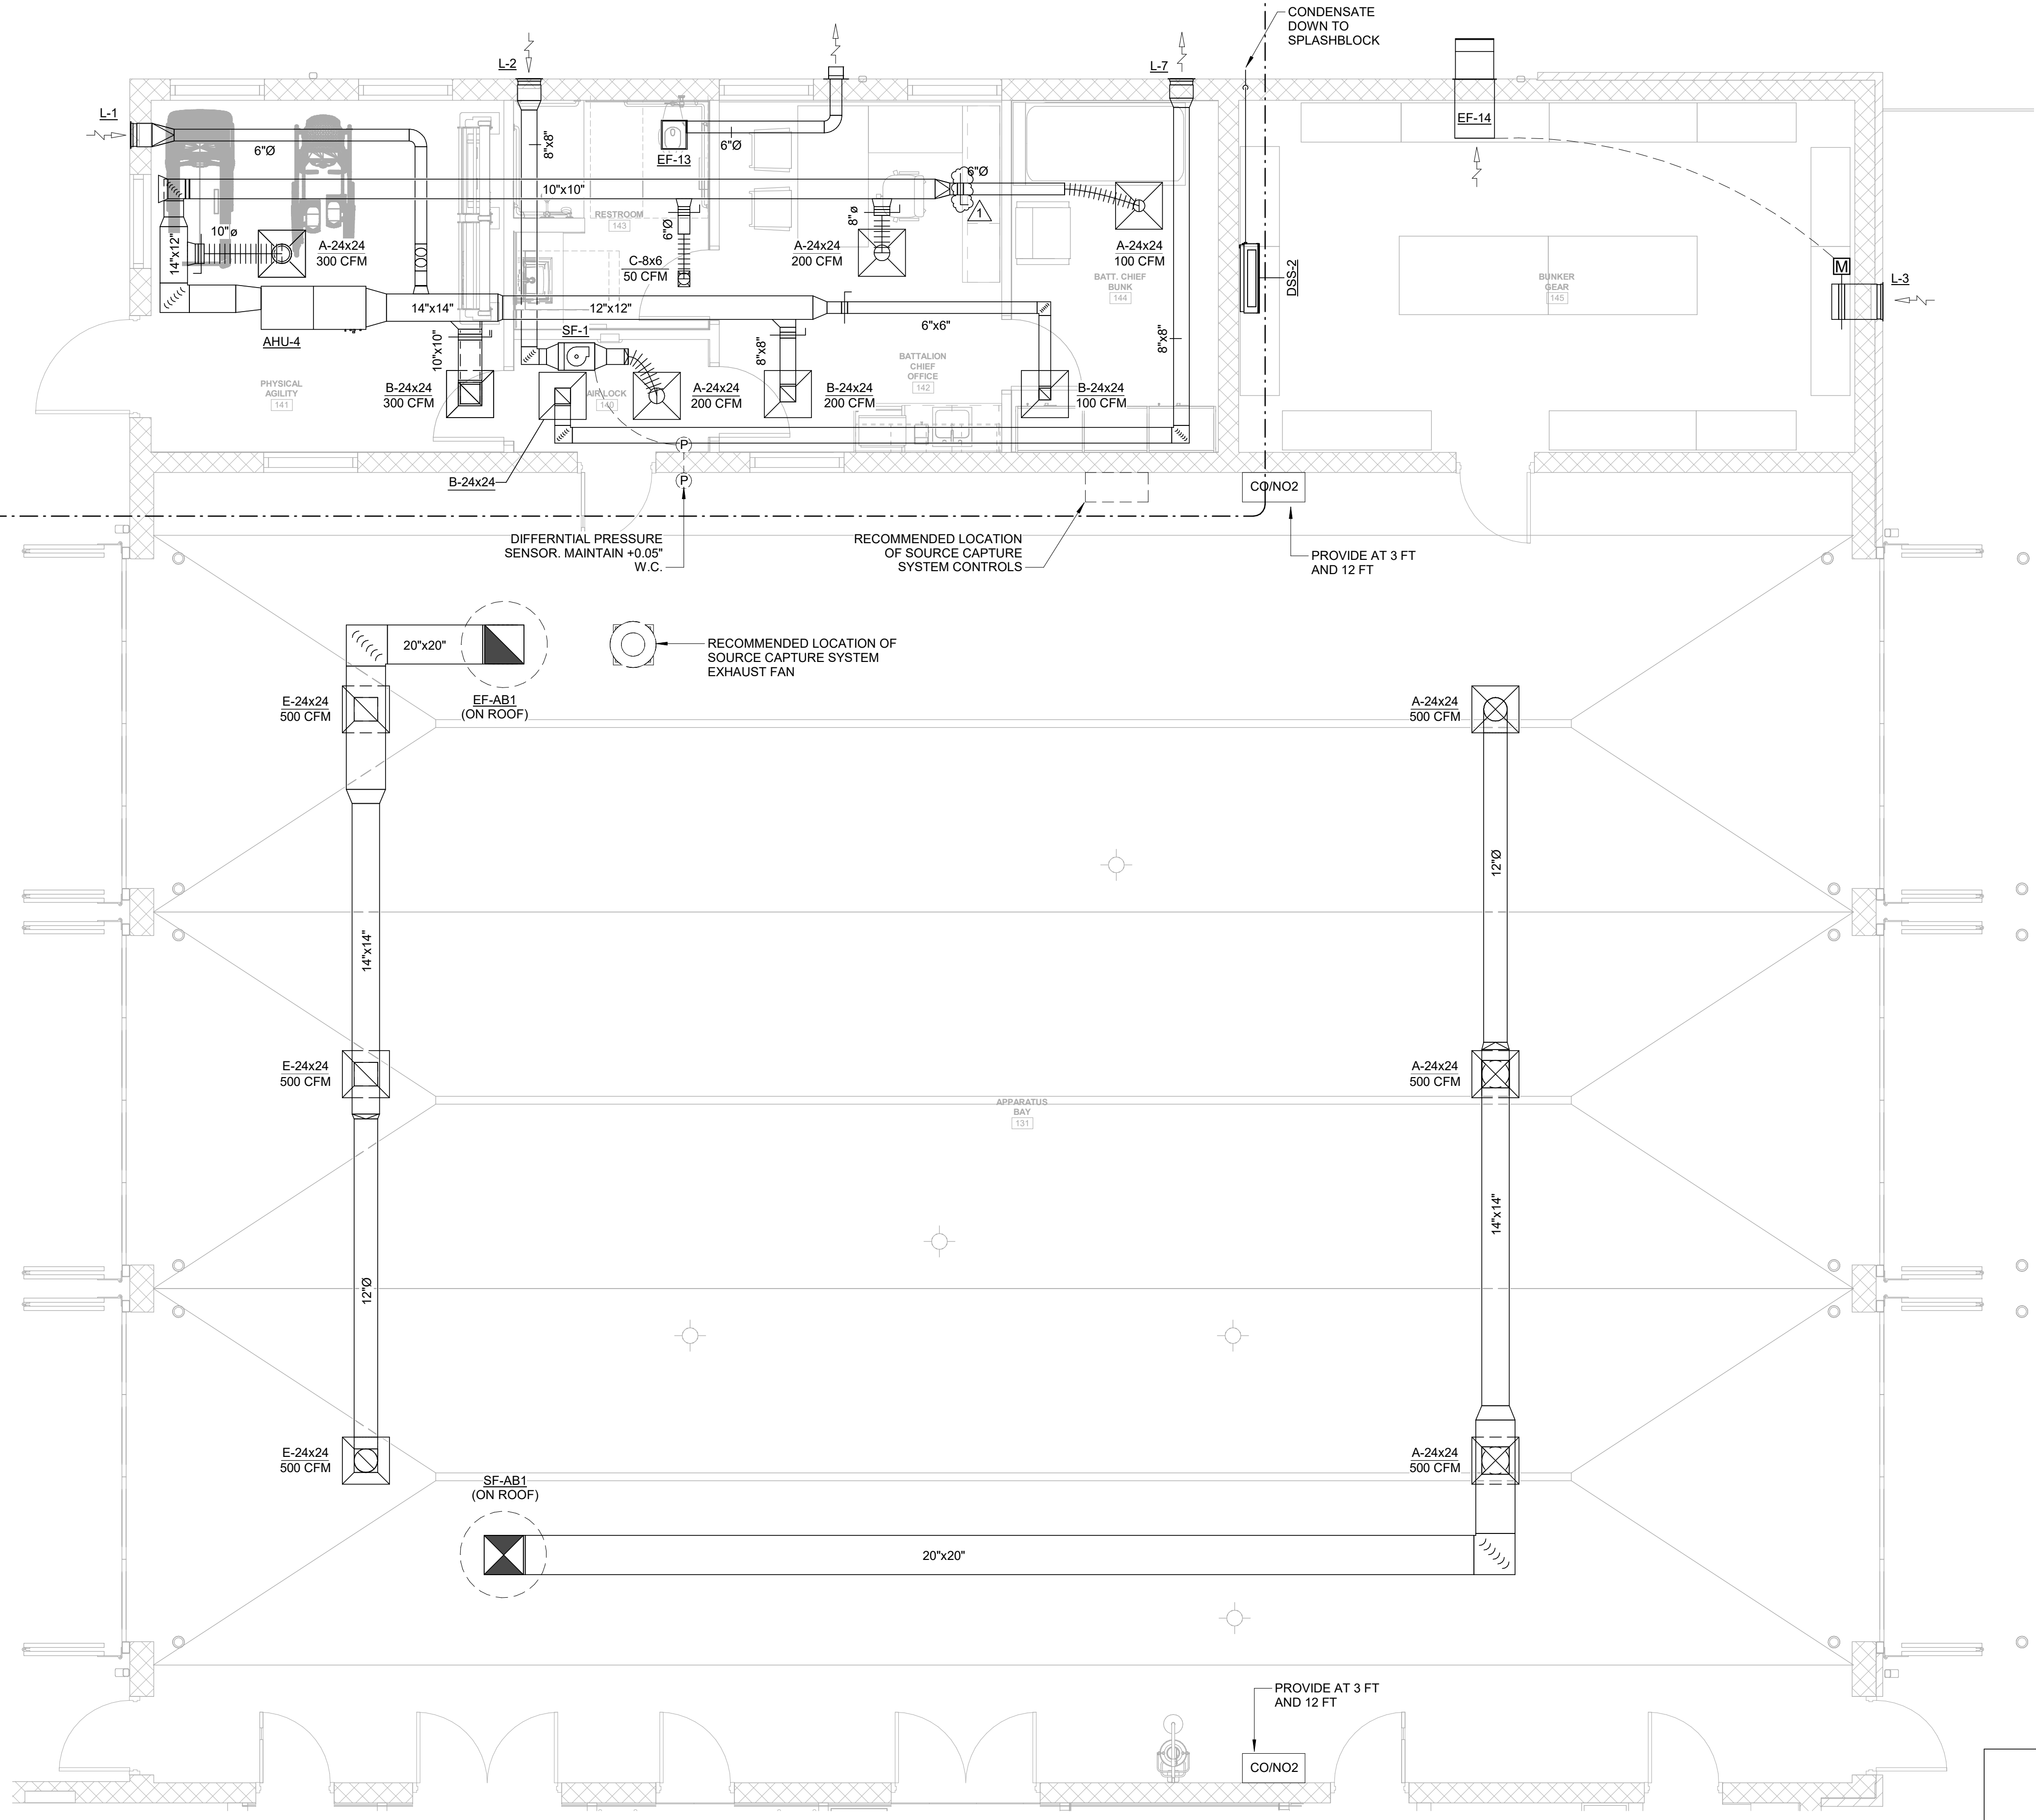 CONDENSATE
DOWN TO
SPLASHBLOCK
L-2
L-7
L-1
EF-14
6"Ø
8"x8"
EF-13
6"Ø
10"x10"
6"Ø
1
RESTROOM
143
14"x12"
10"ø
A-24x24
300 CFM
6"Ø
C-8x6
50 CFM
8"ø
A-24x24
200 CFM
A-24x24
100 CFM
BATT. CHIEF
BUNK
144
DSS-2
BUNKER
GEAR
145
M
L-3
AHU-4
14"x14"
12"x12"
SF-1
6"x6"
10"x10"
8"x8"
8"x8"
PHYSICAL
AGILITY
141
B-24x24
300 CFM
AIR LOCK
140
A-24x24
200 CFM
B-24x24
200 CFM
BATTALION
CHIEF
OFFICE
142
B-24x24
100 CFM
P
P
B-24x24
CO/NO2
DIFFERNTIAL PRESSURE
SENSOR. MAINTAIN +0.05"
W.C.
RECOMMENDED LOCATION
OF SOURCE CAPTURE
SYSTEM CONTROLS
PROVIDE AT 3 FT
AND 12 FT
20"x20"
RECOMMENDED LOCATION OF
SOURCE CAPTURE SYSTEM
EXHAUST FAN
EF-AB1
(ON ROOF)
E-24x24
500 CFM
A-24x24
500 CFM
12"Ø
14"x14"
E-24x24
500 CFM
A-24x24
500 CFM
APPARATUS
BAY
131
14"x14"
12"Ø
E-24x24
500 CFM
A-24x24
500 CFM
SF-AB1
(ON ROOF)
20"x20"
PROVIDE AT 3 FT
AND 12 FT
CO/NO2